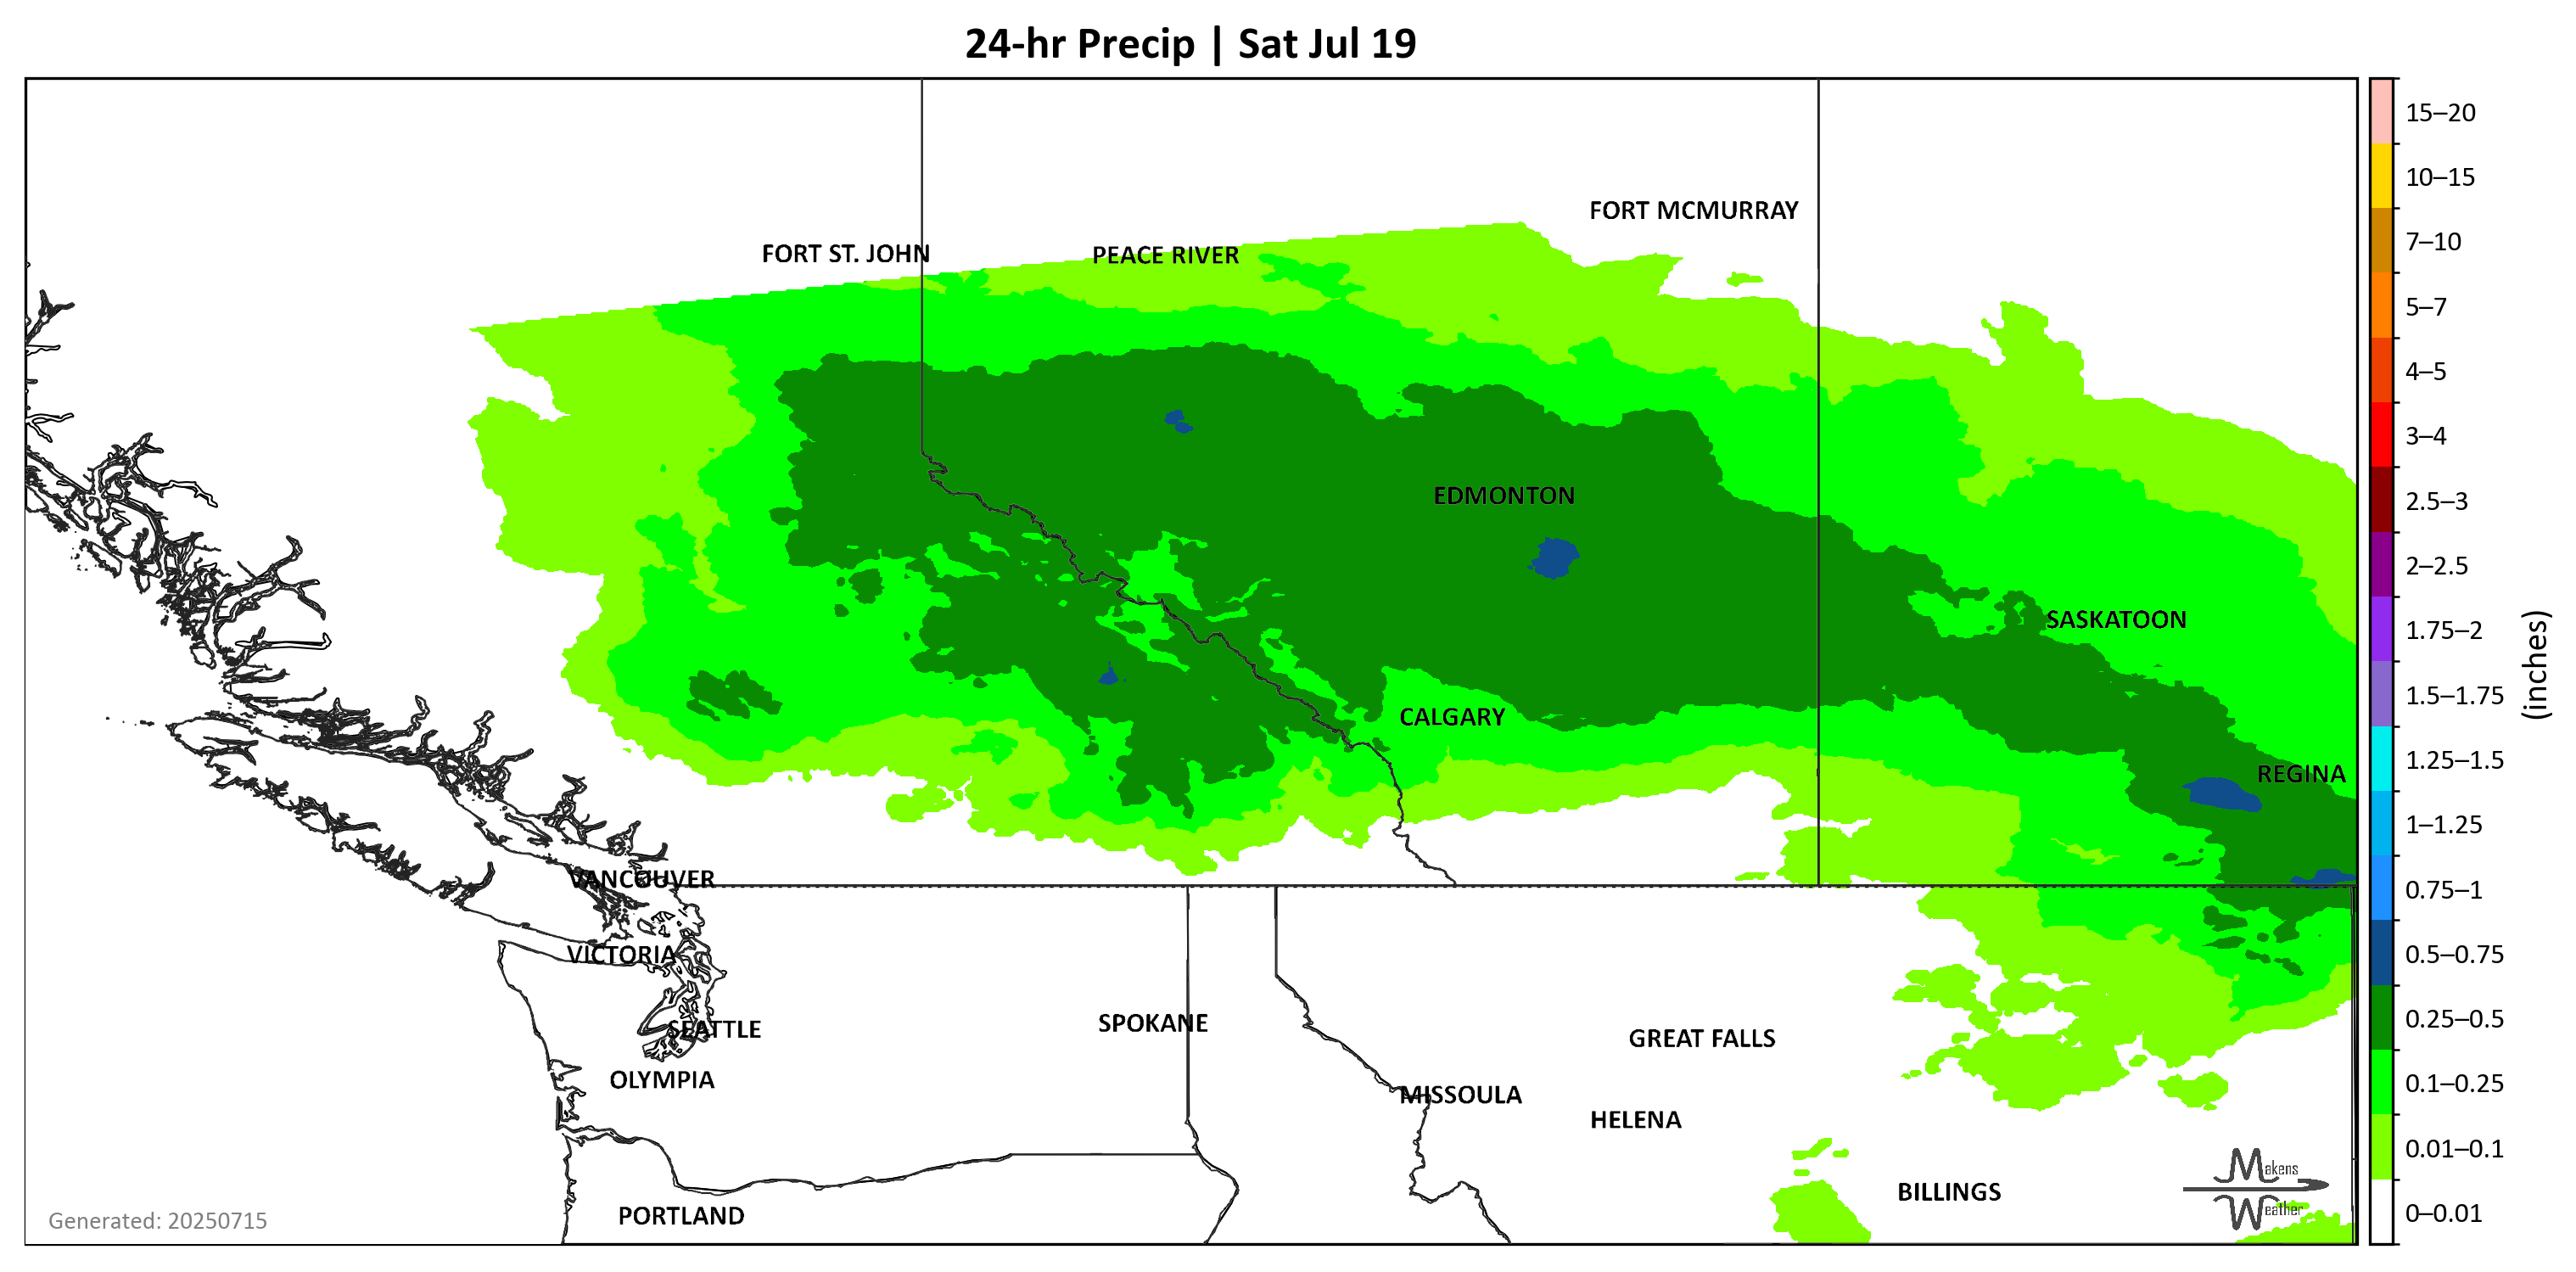 24-hr Precip | Sat Jul 19
FORT MCMURRAY
FORT ST. JOHN
PEACE RIVER
EDMONTON
SASKATOON
CALGARY
REGINA
VANCOUVER
VICTORIA
SPOKANE
SEATTLE
GREAT FALLS
OLYMPIA
MISSOULA
HELENA
BILLINGS
PORTLAND
Generated: 20250715
Makens
Weather
15–20
10–15
7–10
5–7
4–5
3–4
2.5–3
2–2.5
1.75–2
1.5–1.75
1.25–1.5
1–1.25
0.75–1
0.5–0.75
0.25–0.5
0.1–0.25
0.01–0.1
0–0.01
(inches)